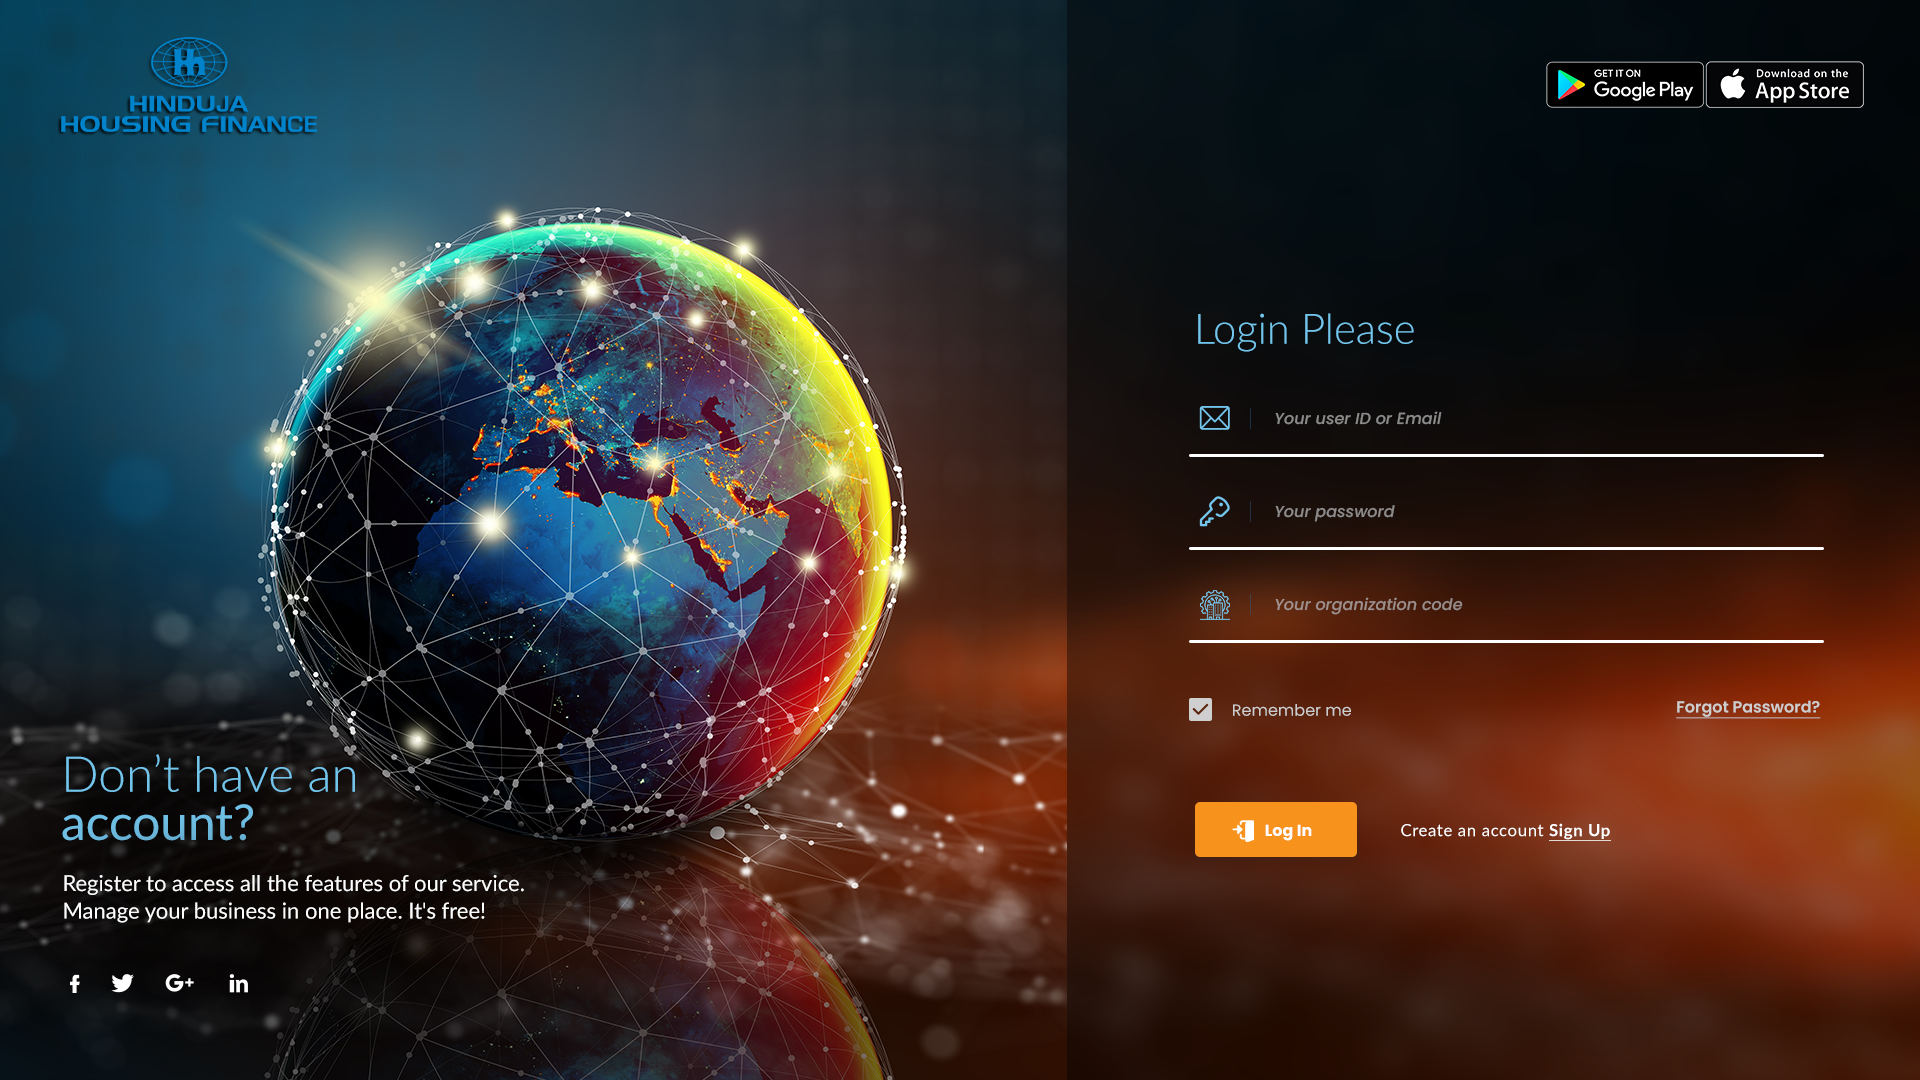 HINDUJA
HOUSING FINANCE
GET IT ON
Google Play
Download on the
App Store
Login Please
Your user ID or Email
Your password
Your organization code
Remember me
Forgot Password?
Log In
Create an account Sign Up
Don’t have an
account?
Register to access all the features of our service.
Manage your business in one place. It's free!
f
G+
in